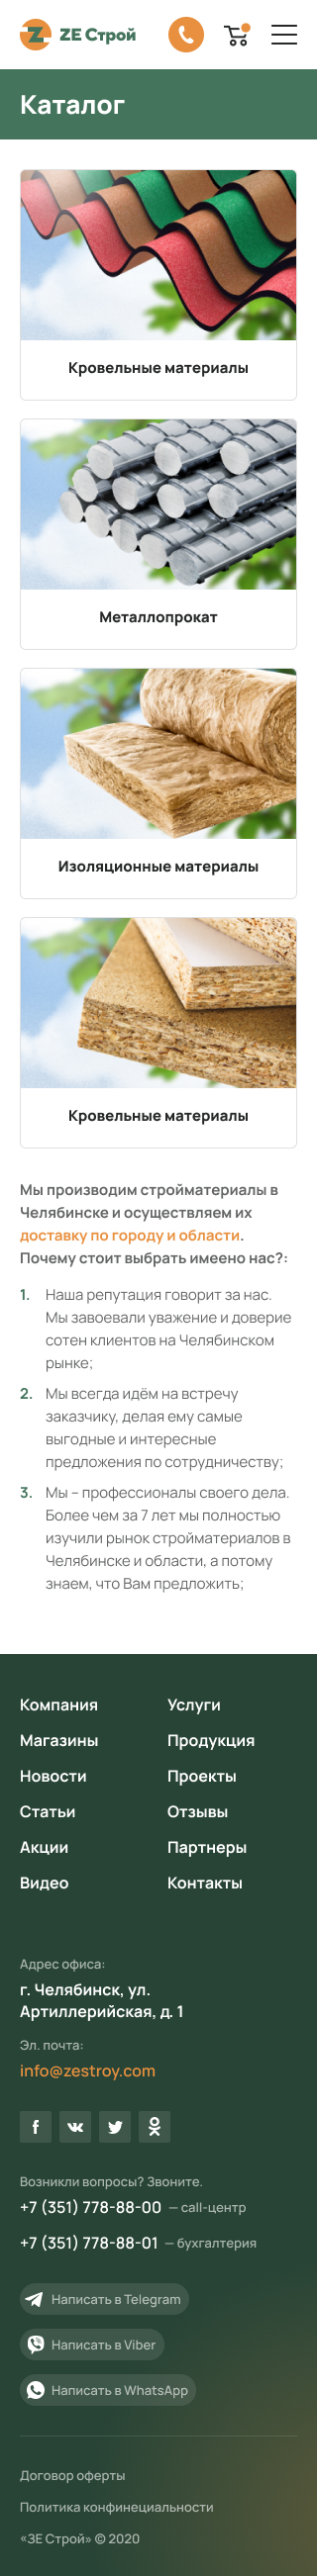 ZE Строй
Каталог
Кровельные материалы
Металлопрокат
Изоляционные материалы
Кровельные материалы
Мы производим стройматериалы в
Челябинске и осуществляем их
доставку по городу и области.
Почему стоит выбрать имеено нас?:
1. Наша репутация говорит за нас.
Мы завоевали уважение и доверие
сотен клиентов на Челябинском
рынке;
2. Мы всегда идём на встречу
заказчику, делая ему самые
выгодные и интересные
предложения по сотрудничеству;
3. Мы – профессионалы своего дела.
Более чем за 7 лет мы полностью
изучили рынок стройматериалов в
Челябинске и области, а потому
знаем, что Вам предложить;
Компания Услуги
Магазины Продукция
Новости Проекты
Статьи Отзывы
Акции Партнеры
Видео Контакты
Адрес офиса:
г. Челябинск, ул.
Артиллерийская, д. 1
Эл. почта:
info@zestroy.com
Возникли вопросы? Звоните.
+7 (351) 778-88-00 — call-центр
+7 (351) 778-88-01 — бухгалтерия
Написать в Telegram
Написать в Viber
Написать в WhatsApp
Договор оферты
Политика конфинециальности
«ЗЕ Строй» © 2020